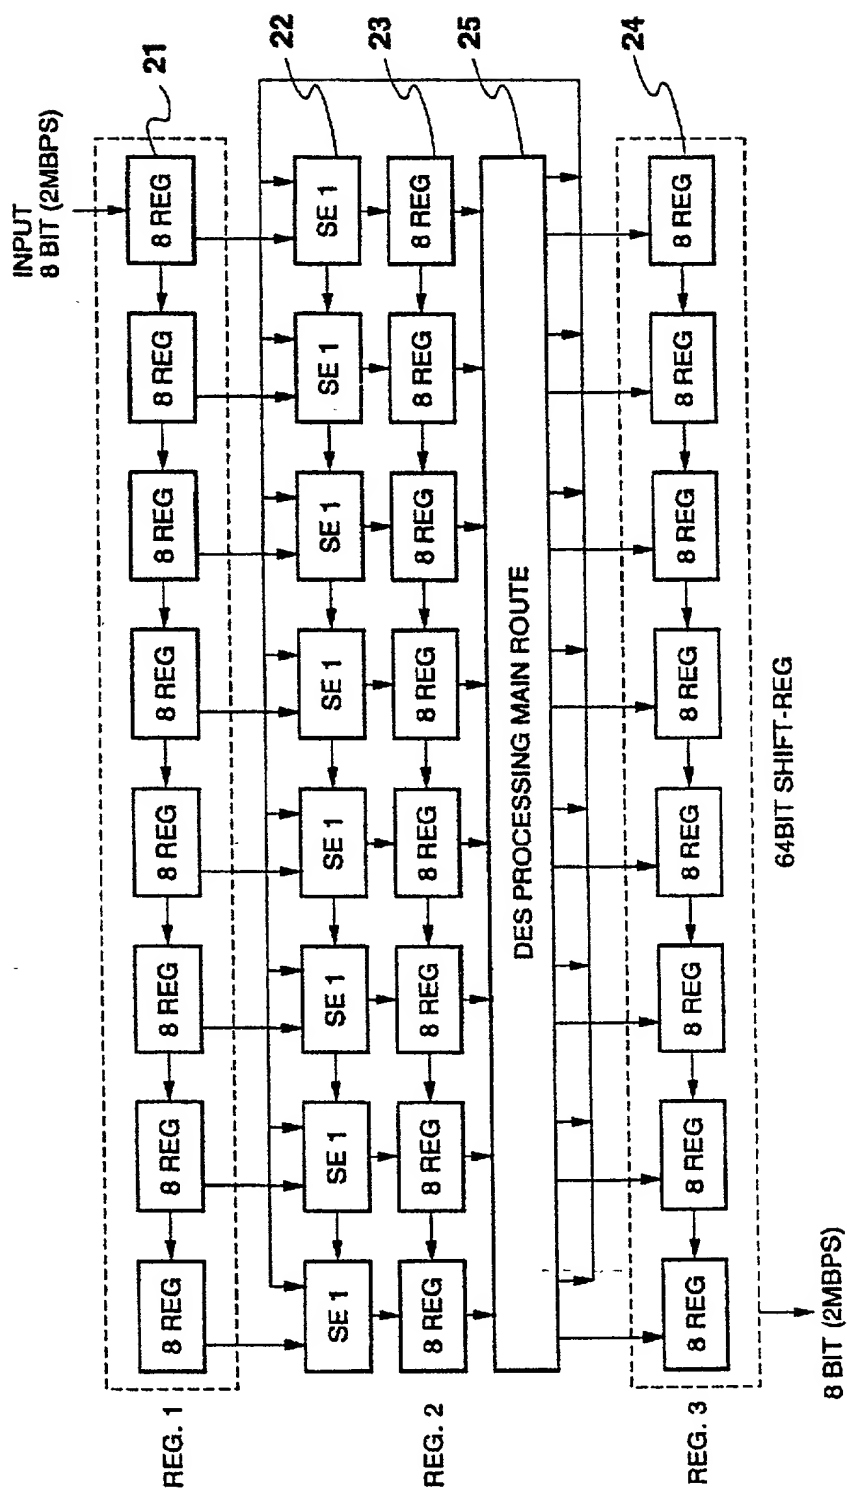 INPUT
8 BIT (2MBPS)
21
REG. 1
8 REG
8 REG
8 REG
8 REG
8 REG
8 REG
8 REG
8 REG
22
SE 1
SE 1
SE 1
SE 1
SE 1
SE 1
SE 1
SE 1
23
REG. 2
8 REG
8 REG
8 REG
8 REG
8 REG
8 REG
8 REG
8 REG
25
DES PROCESSING MAIN ROUTE
24
REG. 3
8 REG
8 REG
8 REG
8 REG
8 REG
8 REG
8 REG
8 REG
64BIT SHIFT-REG
8 BIT (2MBPS)